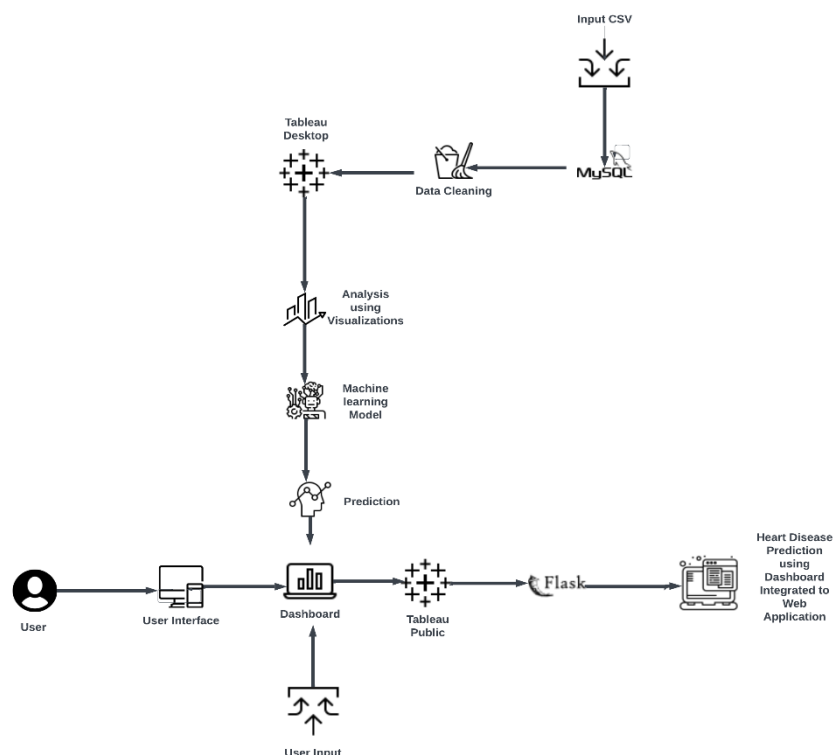 Input CSV
MySQL
Data Cleaning
Tableau
Desktop
Analysis
using
Visualizations
Machine
learning
Model
Prediction
User
User Interface
Dashboard
Tableau
Public
Flask
Heart Disease
Prediction
using
Dashboard
Integrated to
Web
Application
User Input